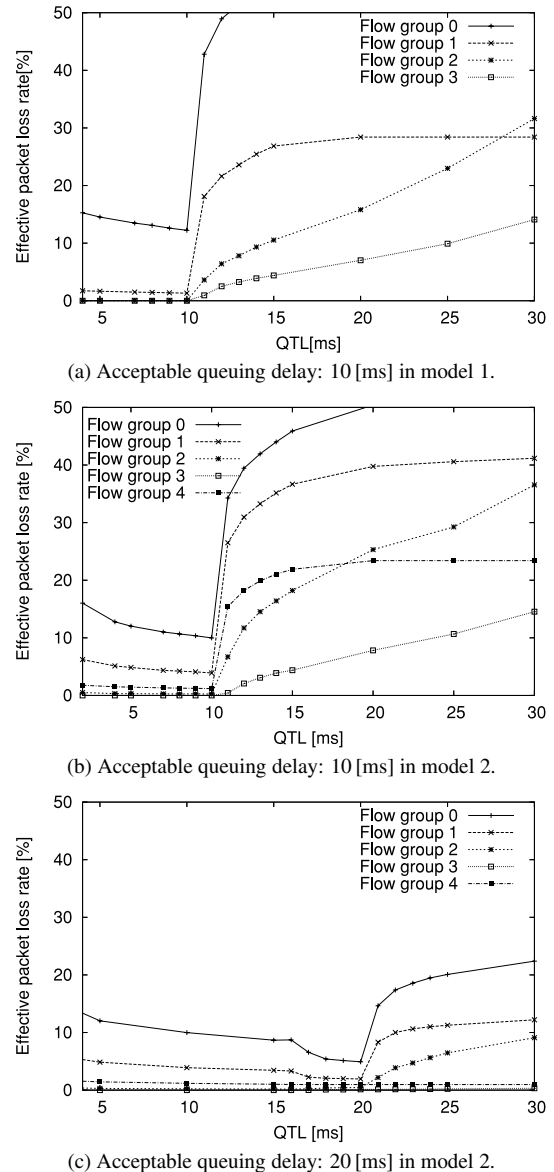 50
40
30
20
10
0
Effective packet loss rate[%]
Flow group 0
Flow group 1
Flow group 2
Flow group 3
5 10 15 20 25 30
QTL[ms]
(a) Acceptable queuing delay: 10 [ms] in model 1.
50
40
30
20
10
0
Effective packet loss rate [%]
Flow group 0
Flow group 1
Flow group 2
Flow group 3
Flow group 4
5 10 15 20 25 30
QTL [ms]
(b) Acceptable queuing delay: 10 [ms] in model 2.
50
40
30
20
10
0
Effective packet loss rate [%]
Flow group 0
Flow group 1
Flow group 2
Flow group 3
Flow group 4
5 10 15 20 25 30
QTL [ms]
(c) Acceptable queuing delay: 20 [ms] in model 2.